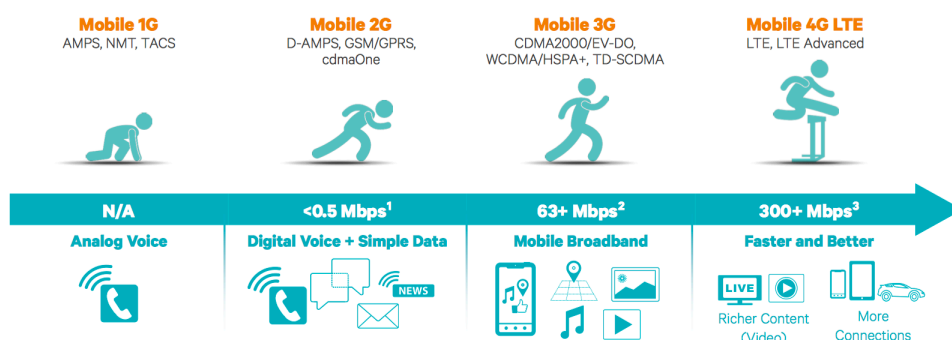 Mobile 1G
AMPS, NMT, TACS
Mobile 2G
D-AMPS, GSM/GPRS,
cdmaOne
Mobile 3G
CDMA2000/EV-DO,
WCDMA/HSPA+, TD-SCDMA
Mobile 4G LTE
LTE, LTE Advanced
N/A
<0.5 Mbps¹
63+ Mbps²
300+ Mbps³
Analog Voice
Digital Voice + Simple Data
Mobile Broadband
Faster and Better
NEWS
LIVE
Richer Content
(Video)
More
Connections